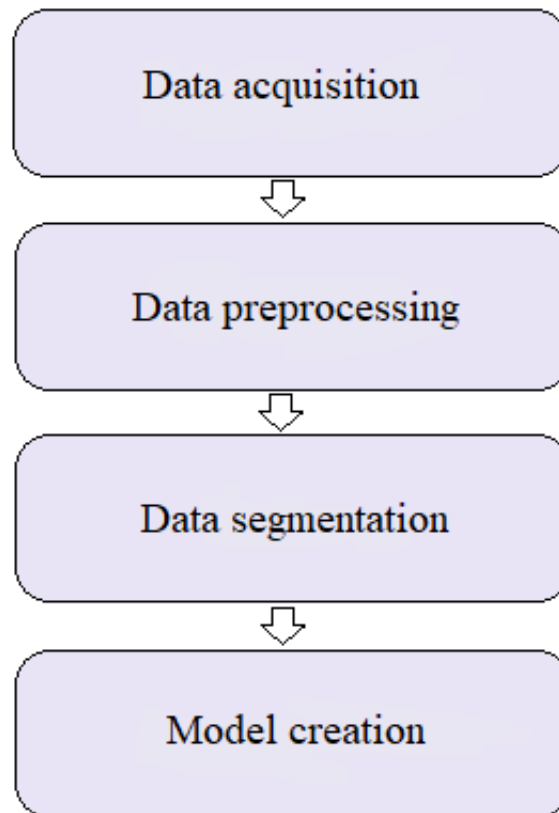 Data acquisition
Data preprocessing
Data segmentation
Model creation